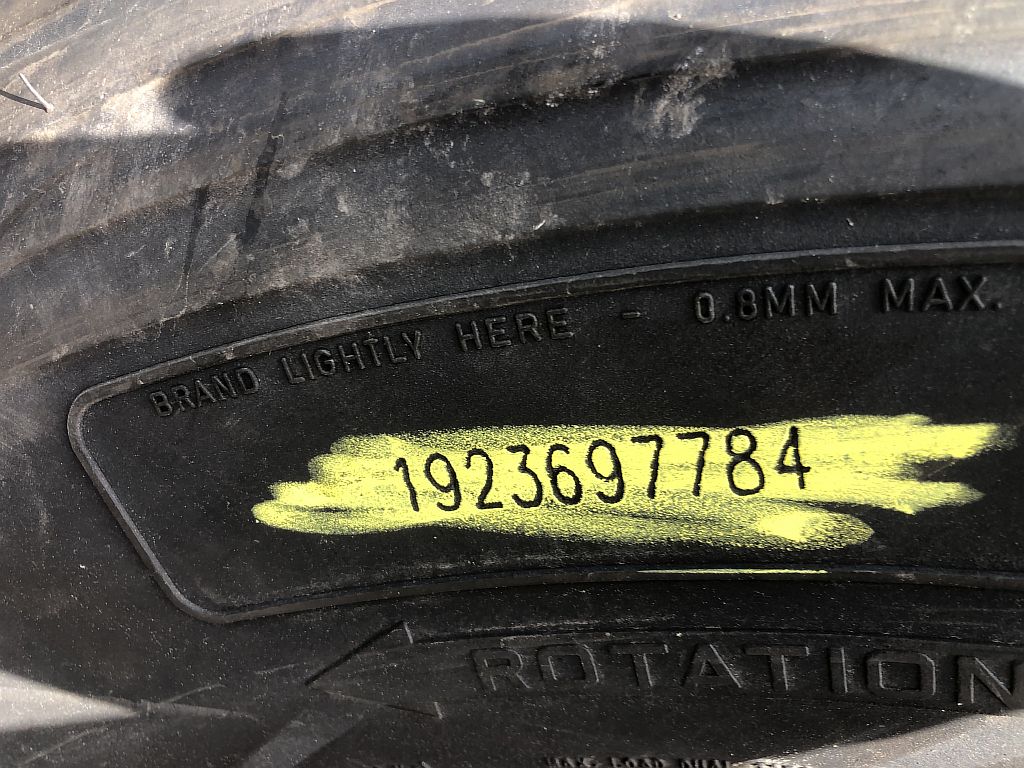 BRAND LIGHTLY HERE - 0.8MM MAX.
1923697784
ROTATION